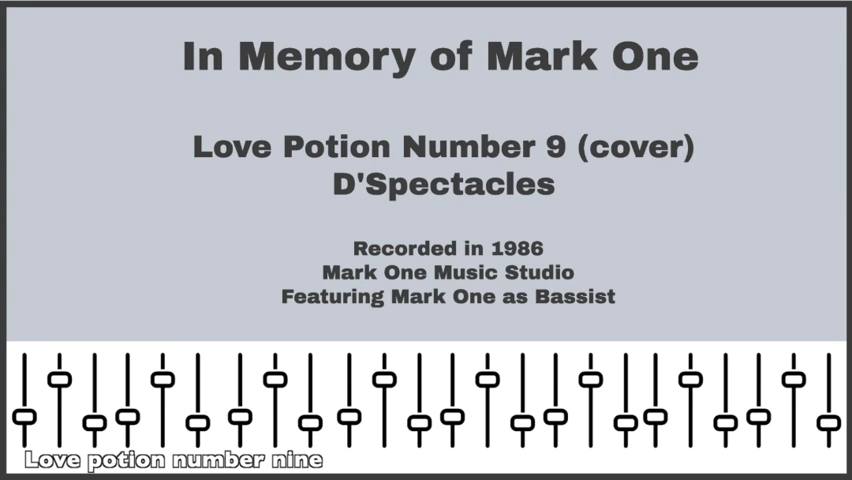 In Memory of Mark One
Love Potion Number 9 (cover)
D'Spectacles
Recorded in 1986
Mark One Music Studio
Featuring Mark One as Bassist
Love potion number nine